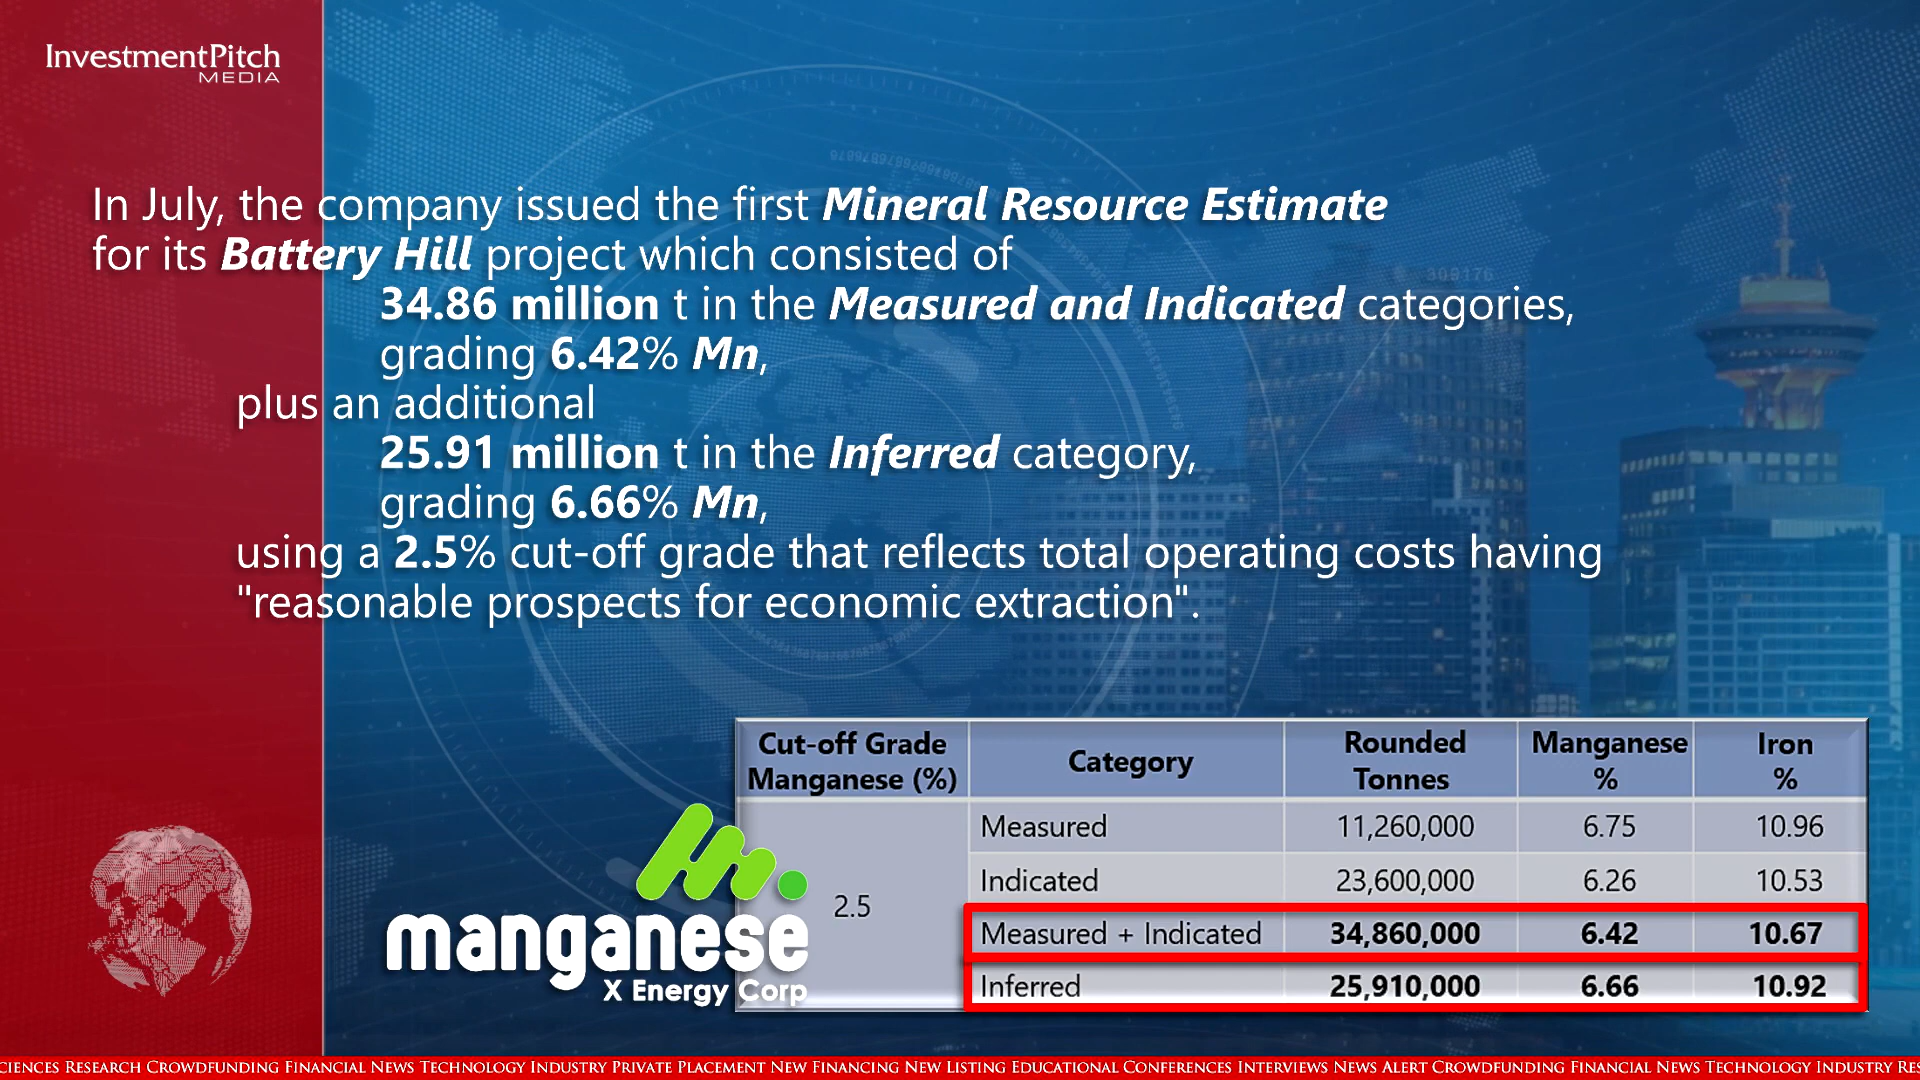 InvestmentPitch
MEDIA
In July, the company issued the first Mineral Resource Estimate
for its Battery Hill project which consisted of
34.86 million t in the Measured and Indicated categories,
grading 6.42% Mn,
plus an additional
25.91 million t in the Inferred category,
grading 6.66% Mn,
using a 2.5% cut-off grade that reflects total operating costs having
"reasonable prospects for economic extraction".
309176
Cut-off Grade Manganese (%) Category Rounded Tonnes Manganese % Iron %
Measured 11,260,000 6.75 10.96
Indicated 23,600,000 6.26 10.53
2.5
Measured + Indicated 34,860,000 6.42 10.67
Inferred 25,910,000 6.66 10.92
manganese
X Energy Corp
RESEARCH CROWDFUNDING FINANCIAL NEWS TECHNOLOGY INDUSTRY PRIVATE PLACEMENT NEW FINANCING NEW LISTING EDUCATIONAL CONFERENCES INTERVIEWS NEWS ALERT CROWDFUNDING FINANCIAL NEWS TECHNOLOGY INDUSTRY